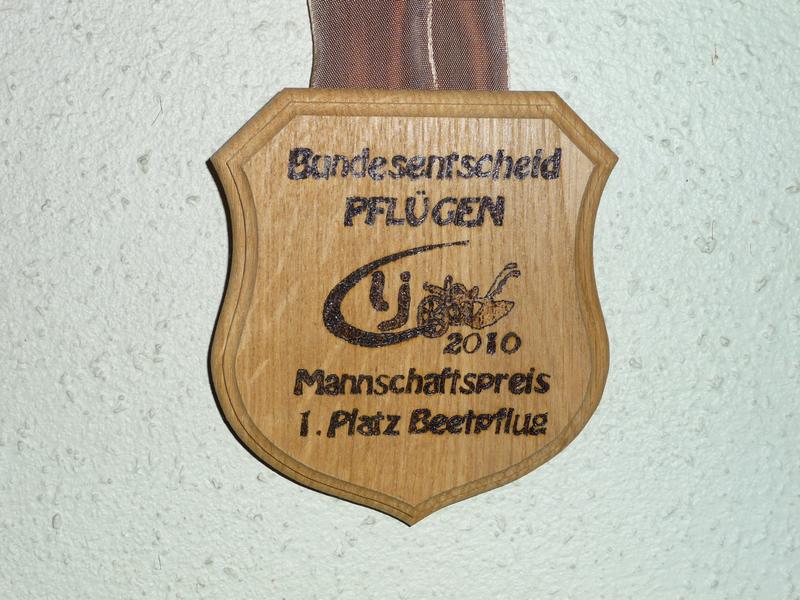 Bundesentscheid
PFLÜGEN
Lj
2010
Mannschaftspreis
1. Platz Beetpflug